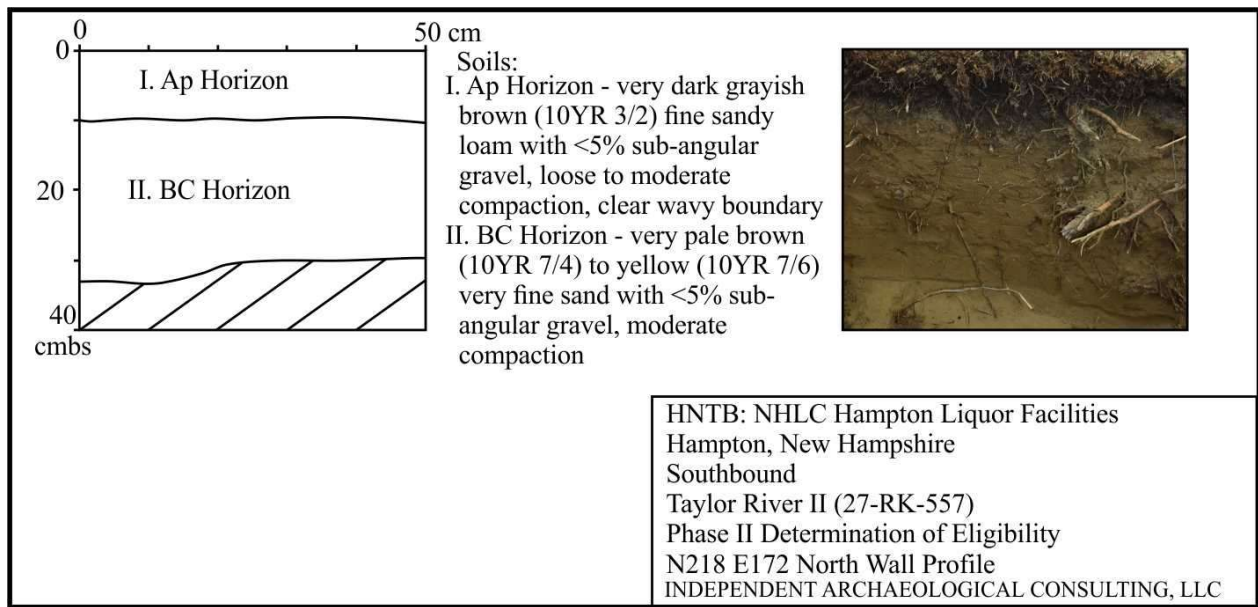 0
50 cm
0
I. Ap Horizon
II. BC Horizon
20
40
cmbs
Soils:
I. Ap Horizon - very dark grayish
brown (10YR 3/2) fine sandy
loam with <5% sub-angular
gravel, loose to moderate
compaction, clear wavy boundary
II. BC Horizon - very pale brown
(10YR 7/4) to yellow (10YR 7/6)
very fine sand with <5% sub-
angular gravel, moderate
compaction
HNTB: NHLC Hampton Liquor Facilities
Hampton, New Hampshire
Southbound
Taylor River II (27-RK-557)
Phase II Determination of Eligibility
N218 E172 North Wall Profile
INDEPENDENT ARCHAEOLOGICAL CONSULTING, LLC